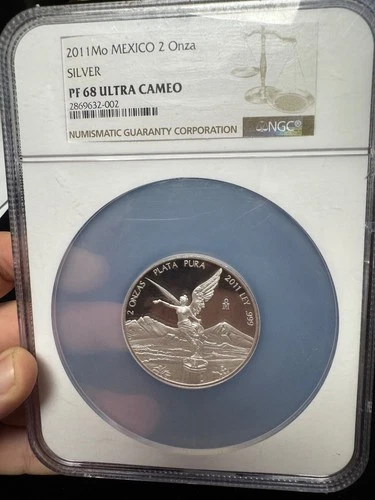 2011Mo MEXICO 2 Onza
SILVER
PF 68 ULTRA CAMEO
2869632-002
NUMISMATIC GUARANTY CORPORATION
NGC
2 ONZAS PLATA PURA 2011 LEY .999